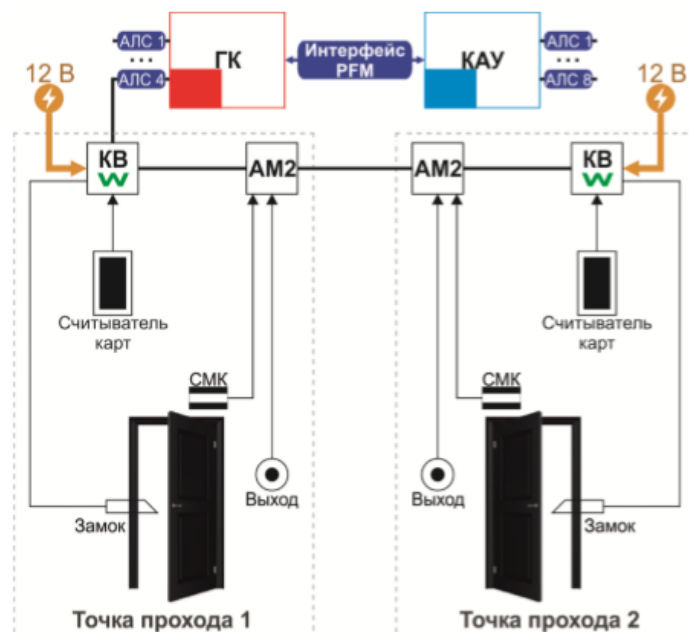 АЛС 1
...
АЛС 4
ГК
Интерфейс
PFM
КАУ
АЛС 1
...
АЛС 8
12 В
12 В
КВ
АМ2
АМ2
КВ
Считыватель
карт
Считыватель
карт
СМК
СМК
Выход
Выход
Замок
Замок
Точка прохода 1
Точка прохода 2